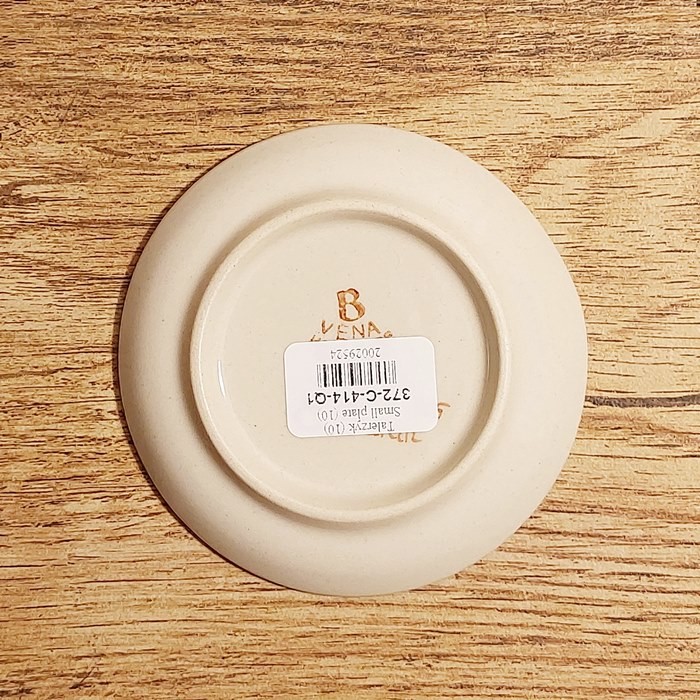 B
VENA
Talerzyk (10)
Small plate (10)
372-C-414-Q1
20029524